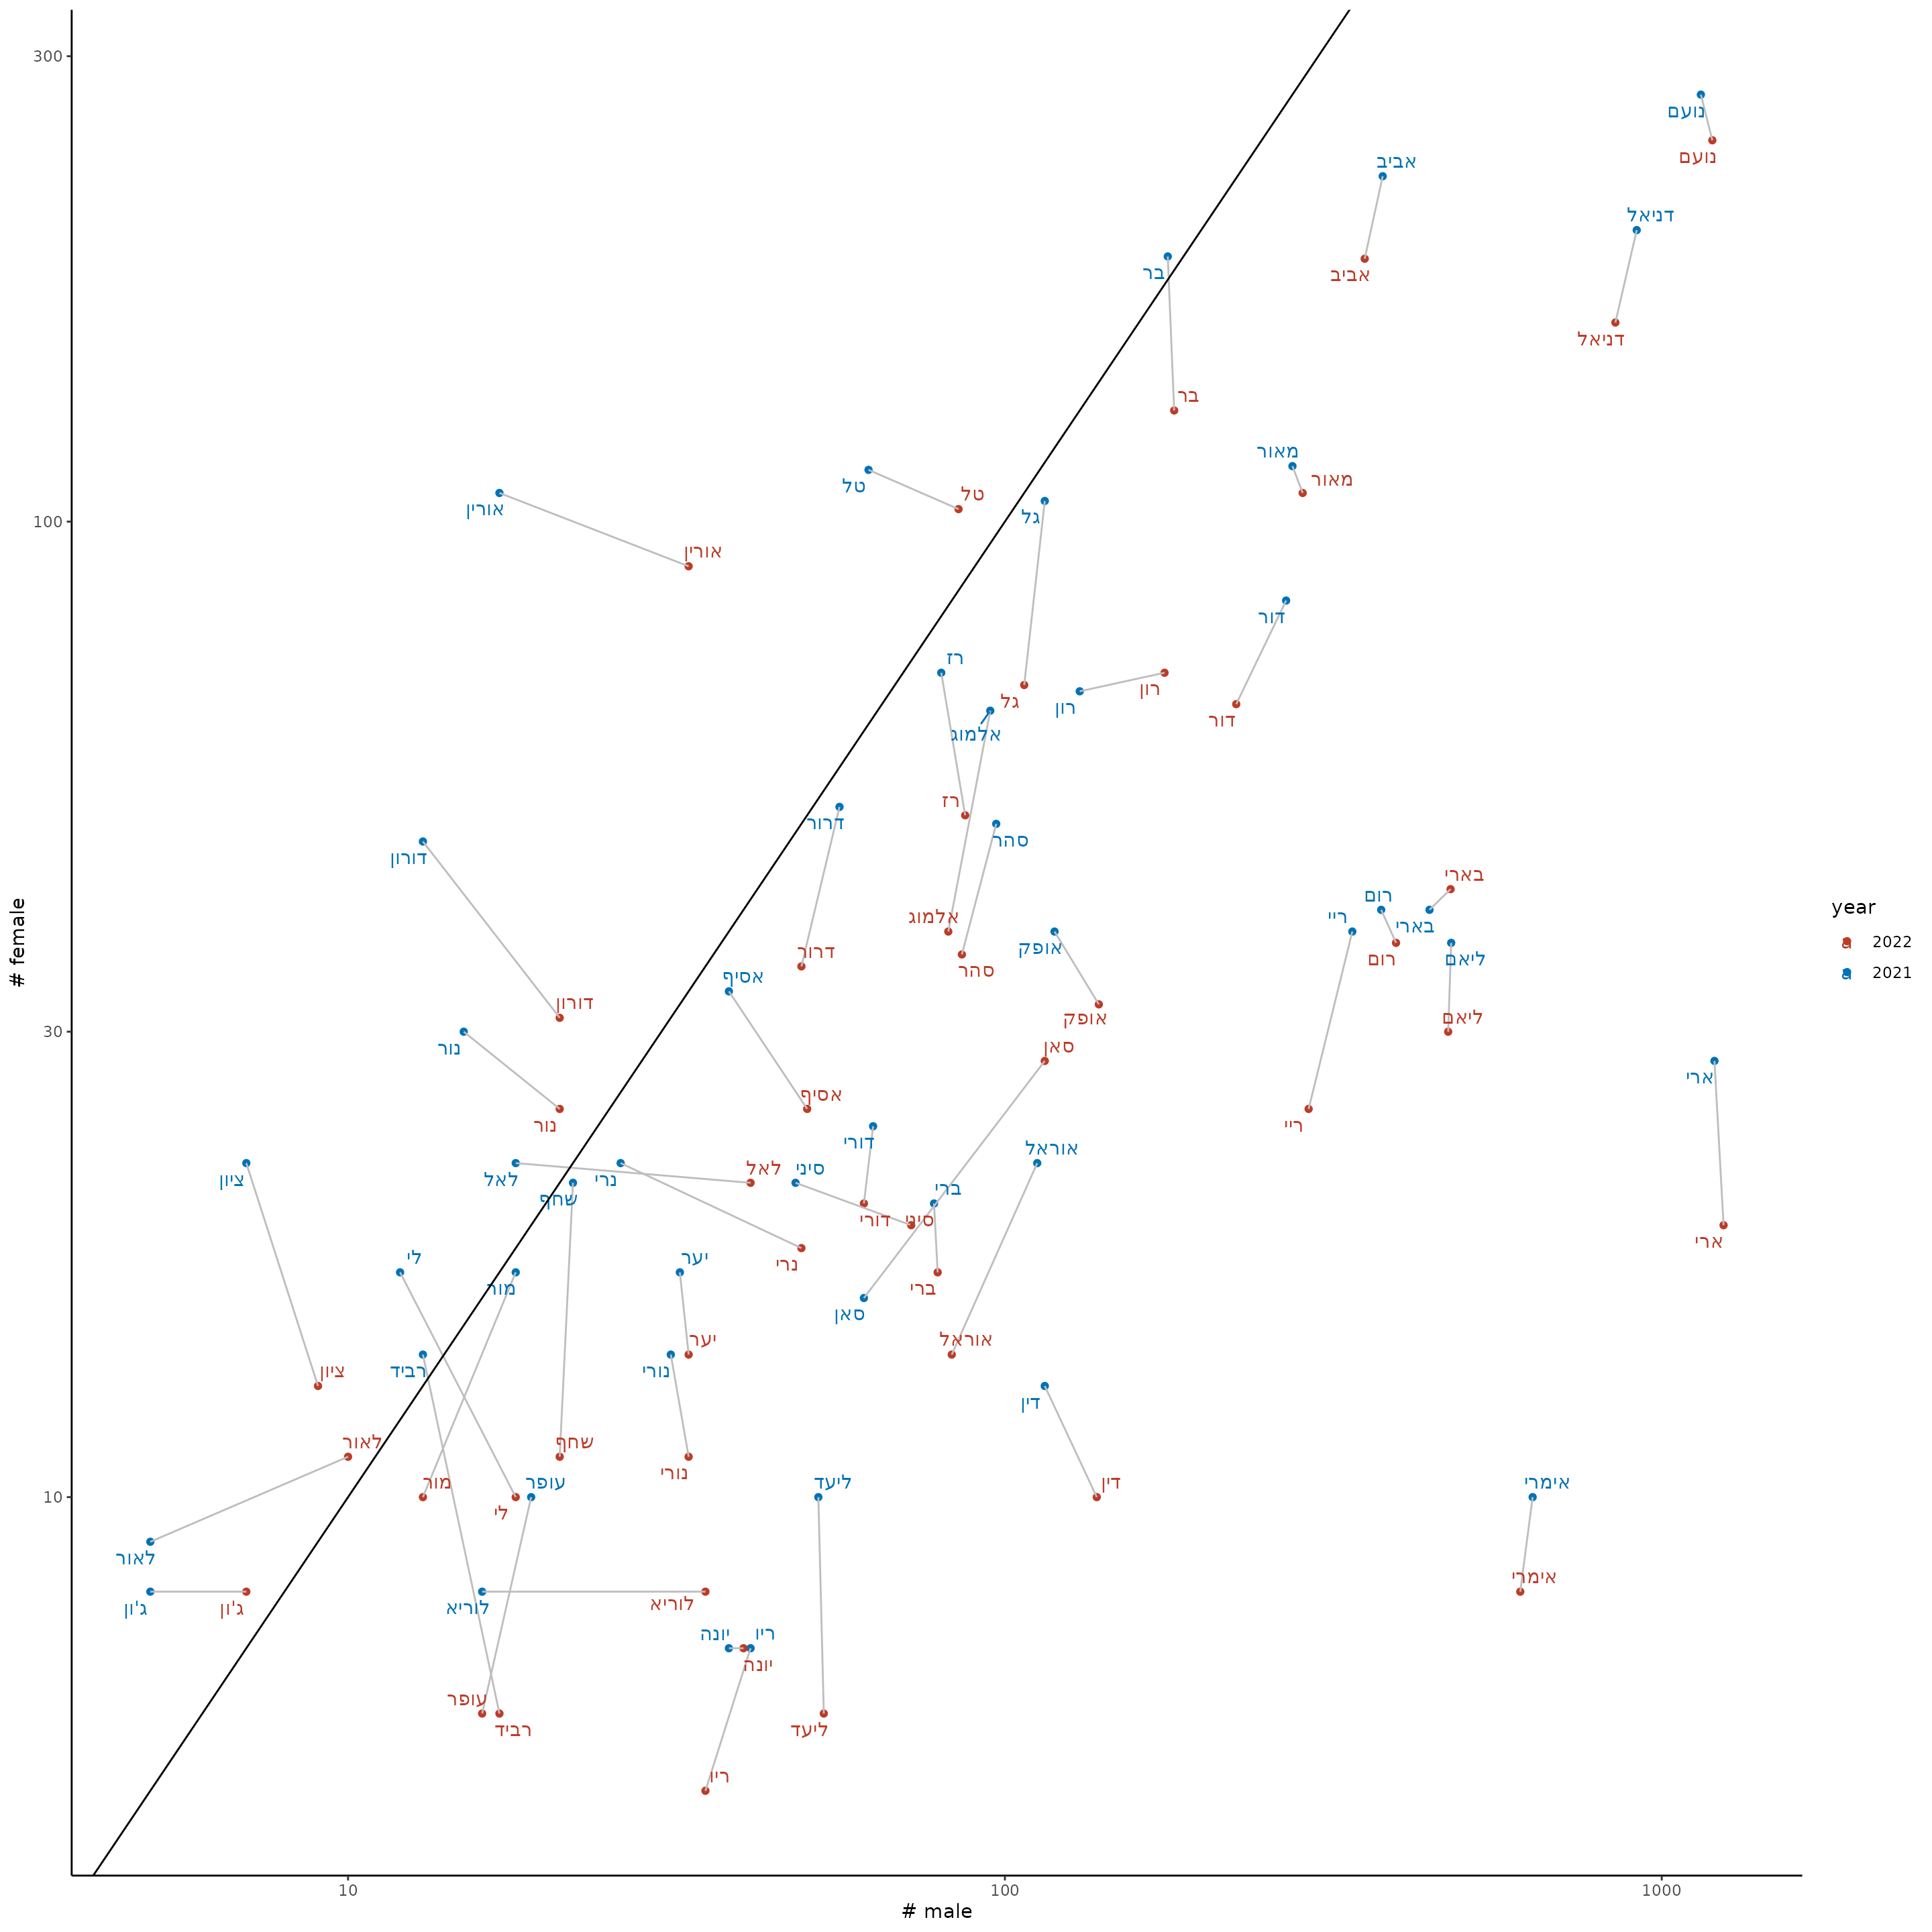 300
נועם
נועם
אביב
דניאל
בר
אביב
דניאל
בר
מאור
מאור
טל
טל
אורין
100
גל
אורין
דור
רז
רון
גל
דור
רון
אלמוג
רז
דרור
סהר
דורון
בארי
רום
בארי
ריי
אלמוג
אופק
דרור
רום
ליאם
סהר
אסיף
דורון
אופק
ליאם
30
נור
סאן
ארי
אסיף
נור
ריי
דורי
אוראל
ציון
לאל
נרי
לאל
סיני
שחף
ברי
דורי
סיני
ארי
נרי
לי
יער
מור
ברי
סאן
יער
אוראל
רביד
נורי
ציון
דין
לאור
שחף
נורי
מור
עופר
ליעד
דין
אימרי
10
לי
לאור
אימרי
ג'ון
ג'ון
לוריא
לוריא
יונה
ריו
יונה
עופר
רביד
ליעד
ריו
# female
year
2022
2021
10
100
1000
# male